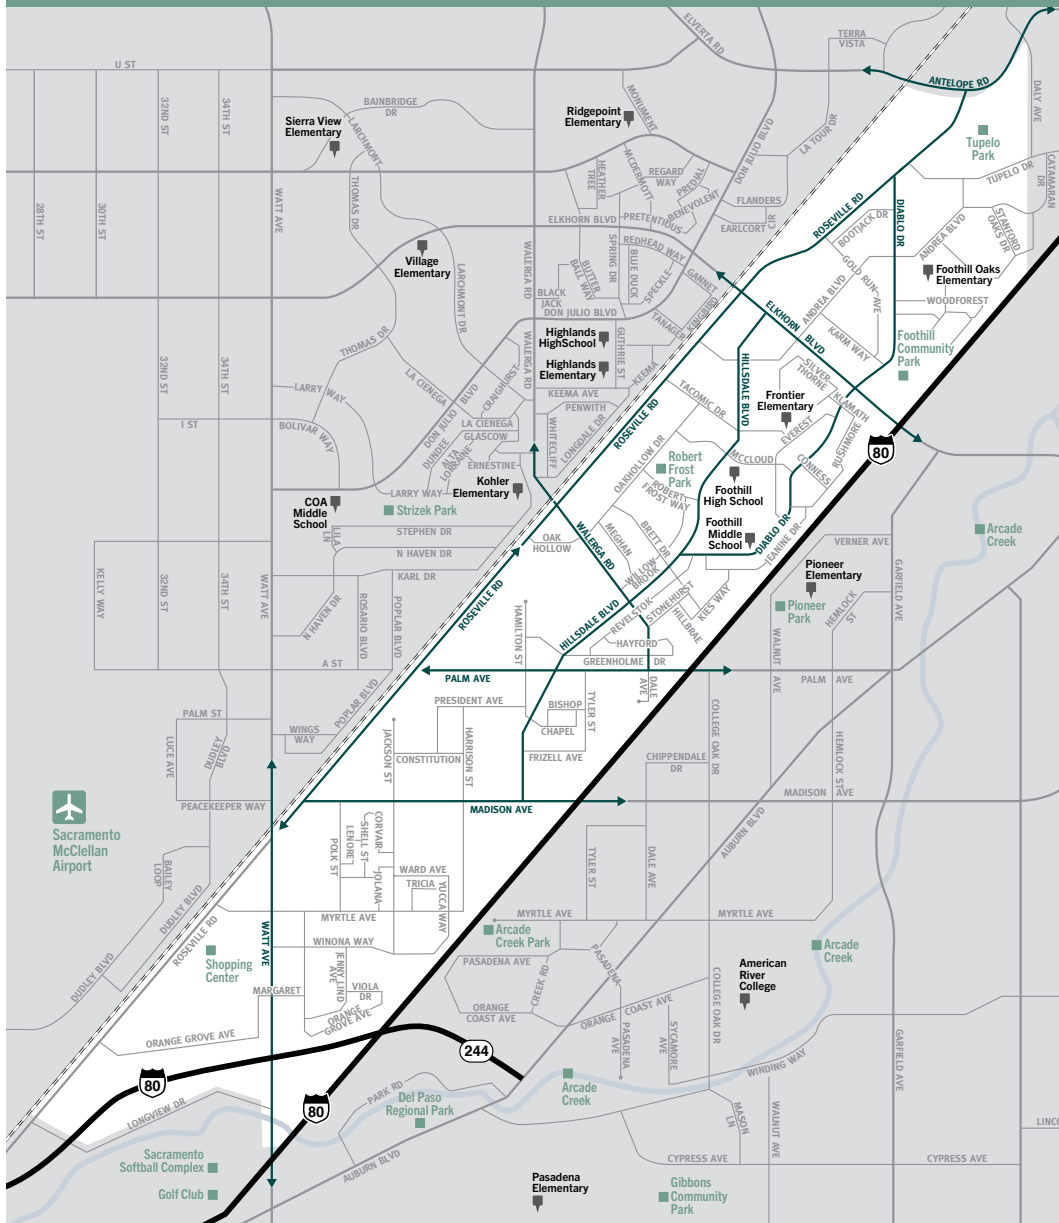 ELVERTA RD
TERRA
VISTA
U ST
ANTELOPE RD
DALY AVE
32ND ST
34TH ST
BAINBRIDGE
DR
LARCHMONT
Sierra View
Elementary
MONUMENT
Ridgepoint
Elementary
DON JULIO BLVD
LA TOUR DR
Tupelo
Park
TUPELO DR
CATAMARAN
DR
28TH ST
30TH ST
WATT AVE
THOMAS DR
HEATHER
TREE
MCDERMOTT
REGARD
WAY
PREDIAL
BENEVOLENT
PRETENTIOUS
ELKHORN BLVD
FLANDERS
EARLCORT
CIR
ROSEVILLE RD
BOOTJACK DR
DIABLO DR
ANDREA BLVD
STANFORD
OAKS DR
Village
Elementary
LARCHMONT DR
WALERGA RD
SPRING DR
REDHEAD WAY
BLUE DUCK
BUTTER
BALL WAY
SPECKLE
GANNET
KINGBIRD
TANAGER
BLACK
JACK
DON JULIO BLVD
GOLD RUN
AVE
Foothill Oaks
Elementary
WOODFOREST
ELKHORN
BLVD
ANDREA BLVD
KARM WAY
Foothill
Community
Park
32ND ST
34TH ST
THOMAS DR
Highlands
HighSchool
Highlands
Elementary
GUTHRIE ST
KEEMA
WALERGA RD
LA CIENEGA
CRAIGHURST
KEEMA AVE
PENWITH
LONGDALE DR
WHITECLIFF
LARRY WAY
BOLIVAR WAY
I ST
DON JULIO BLVD
LA CIENEGA
GLASCOW
DUNDEE
ALTA
LORRAINE
ERNESTINE
Kohler
Elementary
LARRY WAY
Strizek Park
COA
Middle
School
ROSEVILLE RD
TACOMIC DR
HILLSDALE BLVD
SILVER
THORNE
Frontier
Elementary
KLAMATH
EVEREST
RUSHMORE
MCCLOUD
CONNESS
80
OAKHOLLOW DR
Robert
Frost
Park
ROBERT
FROST WAY
Foothill
High School
Foothill
Middle
School
DIABLO DR
JEANINE DR
VERNER AVE
Arcade
Creek
STEPHEN DR
LILA
LN
N HAVEN DR
KARL DR
OAK
HOLLOW
WALERGA RD
MEGHAN
BRETT DR
WILLOW
BROOK
Pioneer
Elementary
Pioneer
Park
HEMLOCK
ST
GARFIELD AVE
KELLY WAY
32ND ST
34TH ST
WATT AVE
N HAVEN DR
ROSARIO BLVD
POPLAR BLVD
ROSEVILLE RD
HAMILTON ST
HILLSDALE BLVD
REVELSTOK
STONEHURST
HILLBRAE
KIES WAY
HAYFORD
GREENHOLME DR
WALNUT
AVE
A ST
PALM AVE
PALM AVE
POPLAR BLVD
PRESIDENT AVE
BISHOP
CHAPEL
TYLER ST
DALE
AVE
COLLEGE OAK DR
PALM ST
LUCE AVE
DUDLEY
BLVD
WINGS
WAY
JACKSON ST
HARRISON ST
CONSTITUTION
FRIZELL AVE
CHIPPENDALE
DR
HEMLOCK ST
PEACEKEEPER WAY
MADISON AVE
MADISON AVE
Sacramento
McClellan
Airport
POLK ST
LENORE
SHELL ST
CORVAIR
JOLANA
WARD AVE
TRICIA
YUCCA WAY
AUBURN BLVD
TYLER ST
DALE AVE
BAILEY
LOOP
DUDLEY BLVD
MYRTLE AVE
MYRTLE AVE
MYRTLE AVE
ROSEVILLE RD
WATT AVE
WINONA WAY
Arcade
Creek Park
Arcade
Creek
Shopping
Center
DUDLEY BLVD
MARGARET
JENNY LIND
AVE
VIOLA
DR
ORANGE
GROVE AVE
PASADENA AVE
CREEK RD
PASADENA
American
River
College
ORANGE
COAST AVE
ORANGE COAST AVE
COLLEGE OAK DR
ORANGE GROVE AVE
PASADENA
AVE
SYCAMORE
AVE
WINDING WAY
GARFIELD AVE
244
80
80
LONGVIEW DR
PARK RD
Del Paso
Regional Park
Arcade
Creek
MASON
LN
WALNUT AVE
LINCO
AUBURN BLVD
CYPRESS AVE
CYPRESS AVE
Sacramento
Softball Complex
Golf Club
Pasadena
Elementary
Gibbons
Community
Park